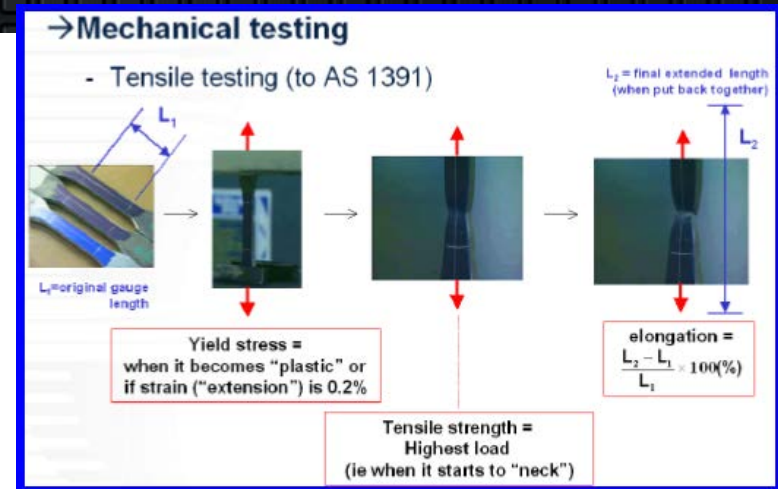 →Mechanical testing
- Tensile testing (to AS 1391)
L₂ = final extended length
(when put back together)
L₁
L₂
L₁=original gauge
length
Yield stress =
when it becomes “plastic” or
if strain (“extension”) is 0.2%
elongation =
L₂ – L₁
L₁
× 100(%)
Tensile strength =
Highest load
(ie when it starts to “neck”)